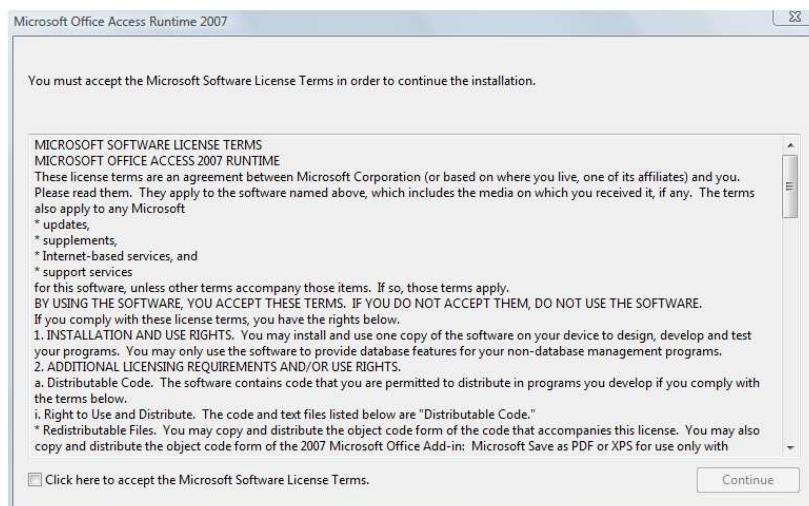 Microsoft Office Access Runtime 2007
You must accept the Microsoft Software License Terms in order to continue the installation.
MICROSOFT SOFTWARE LICENSE TERMS
MICROSOFT OFFICE ACCESS 2007 RUNTIME
These license terms are an agreement between Microsoft Corporation (or based on where you live, one of its affiliates) and you.
Please read them.  They apply to the software named above, which includes the media on which you received it, if any.  The terms
also apply to any Microsoft
* updates,
* supplements,
* Internet-based services, and
* support services
for this software, unless other terms accompany those items.  If so, those terms apply.
BY USING THE SOFTWARE, YOU ACCEPT THESE TERMS.  IF YOU DO NOT ACCEPT THEM, DO NOT USE THE SOFTWARE.
If you comply with these license terms, you have the rights below.
1. INSTALLATION AND USE RIGHTS.  You may install and use one copy of the software on your device to design, develop and test
your programs.  You may only use the software to provide database features for your non-database management programs.
2. ADDITIONAL LICENSING REQUIREMENTS AND/OR USE RIGHTS.
a. Distributable Code.  The software contains code that you are permitted to distribute in programs you develop if you comply with
the terms below.
i. Right to Use and Distribute.  The code and text files listed below are "Distributable Code."
* Redistributable Files.  You may copy and distribute the object code form of the code that accompanies this license.  You may also
copy and distribute the object code form of the 2007 Microsoft Office Add-in:  Microsoft Save as PDF or XPS for use only with
Click here to accept the Microsoft Software License Terms.
Continue